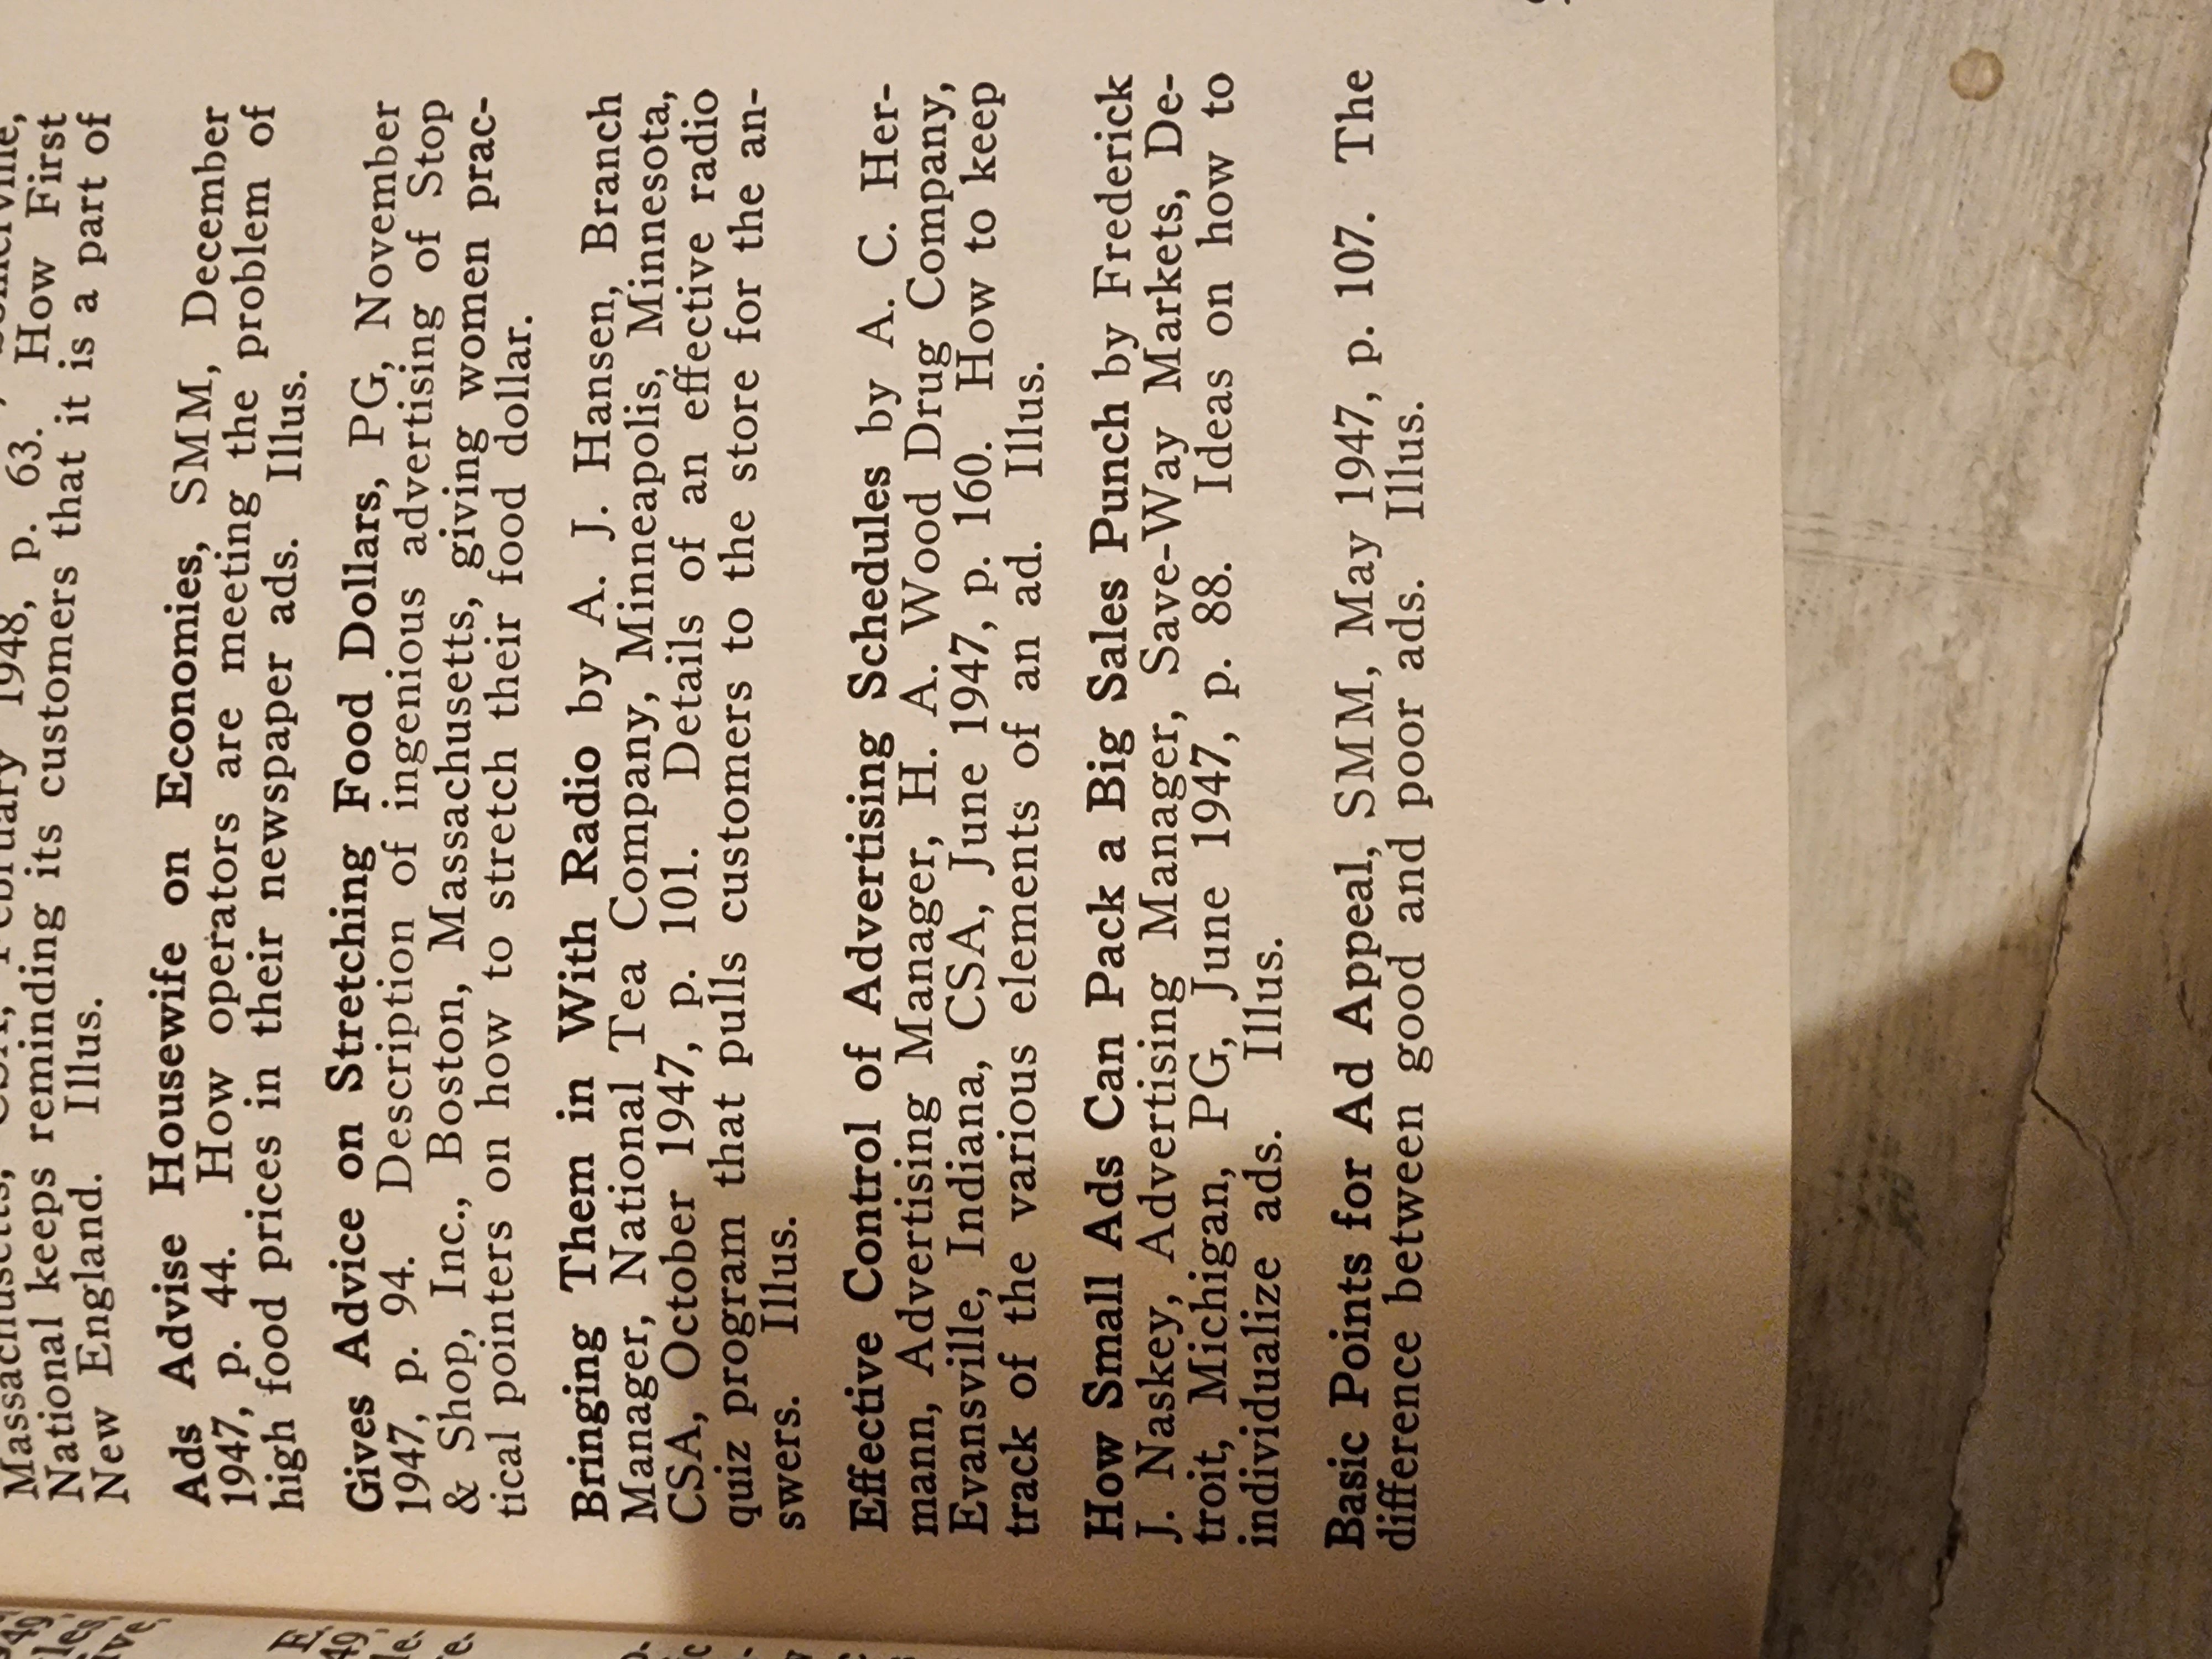 Massachusetts, CSA, February 1948, p. 63. How First
National keeps reminding its customers that it is a part of
New England. Illus.
Ads Advise Housewife on Economies, SMM, December
1947, p. 44. How operators are meeting the problem of
high food prices in their newspaper ads. Illus.
Gives Advice on Stretching Food Dollars, PG, November
1947, p. 94. Description of ingenious advertising of Stop
& Shop, Inc., Boston, Massachusetts, giving women prac-
tical pointers on how to stretch their food dollar.
Bringing Them in With Radio by A. J. Hansen, Branch
Manager, National Tea Company, Minneapolis, Minnesota,
CSA, October 1947, p. 101. Details of an effective radio
quiz program that pulls customers to the store for the an-
swers. Illus.
Effective Control of Advertising Schedules by A. C. Her-
mann, Advertising Manager, H. A. Wood Drug Company,
Evansville, Indiana, CSA, June 1947, p. 160. How to keep
track of the various elements of an ad. Illus.
How Small Ads Can Pack a Big Sales Punch by Frederick
J. Naskey, Advertising Manager, Save-Way Markets, De-
troit, Michigan, PG, June 1947, p. 88. Ideas on how to
individualize ads. Illus.
Basic Points for Ad Appeal, SMM, May 1947, p. 107. The
difference between good and poor ads. Illus.